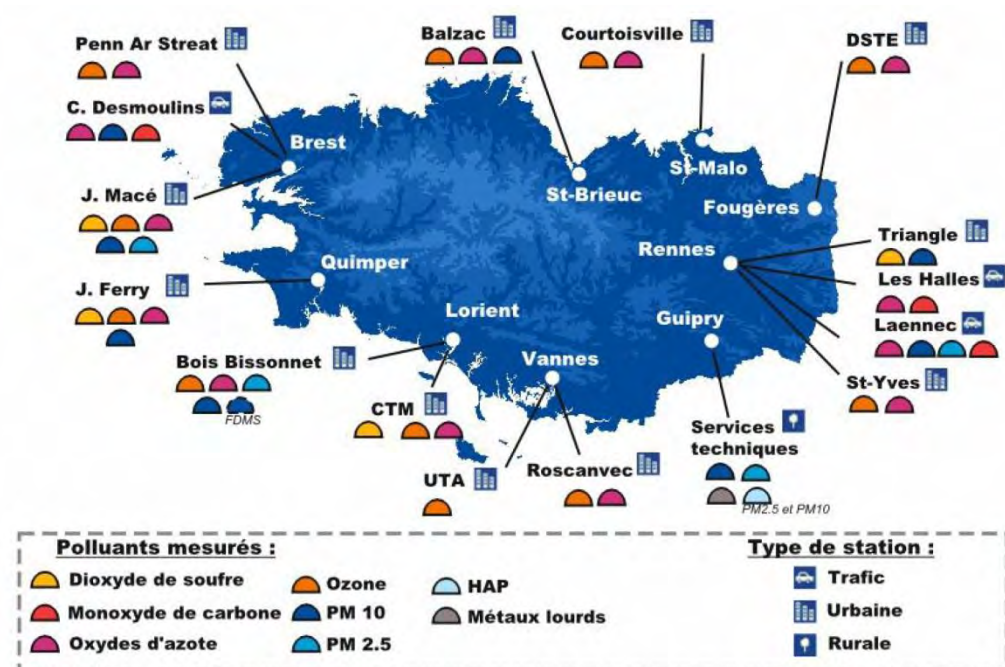 Penn Ar Streat
Balzac
Courtoisville
DSTE
C. Desmoulins
Brest
St-Malo
J. Macé
St-Brieuc
Fougères
Triangle
Rennes
Quimper
Les Halles
J. Ferry
Lorient
Guipry
Laennec
Bois Bissonnet
Vannes
St-Yves
FDMS
CTM
Services
techniques
UTA
Roscanvec
PM2.5 et PM10
Polluants mesurés :
Type de station :
Dioxyde de soufre
Ozone
HAP
Trafic
Monoxyde de carbone
PM 10
Métaux lourds
Urbaine
Oxydes d'azote
PM 2.5
Rurale